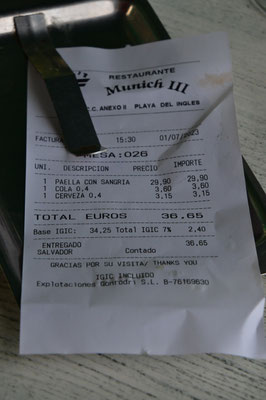 RESTAURANTE
Munich III
C.C. ANEXO II PLAYA DEL INGLES
FACTURA 15:30 01/07/2023
MESA:026
UNI. DESCRIPCION PRECIO IMPORTE
1 PAELLA CON SANGRIA 29,90 29,90
1 COLA 0,4 3,60 3,60
1 CERVEZA 0,4 3,15 3,15
TOTAL EUROS 36,65
Base IGIC: 34,25 Total IGIC 7% 2,40
ENTREGADO 36,65
SALVADOR Contado
GRACIAS POR SU VISITA/ THANKS YOU
IGIC INCLUIDO
Explotaciones S.L.